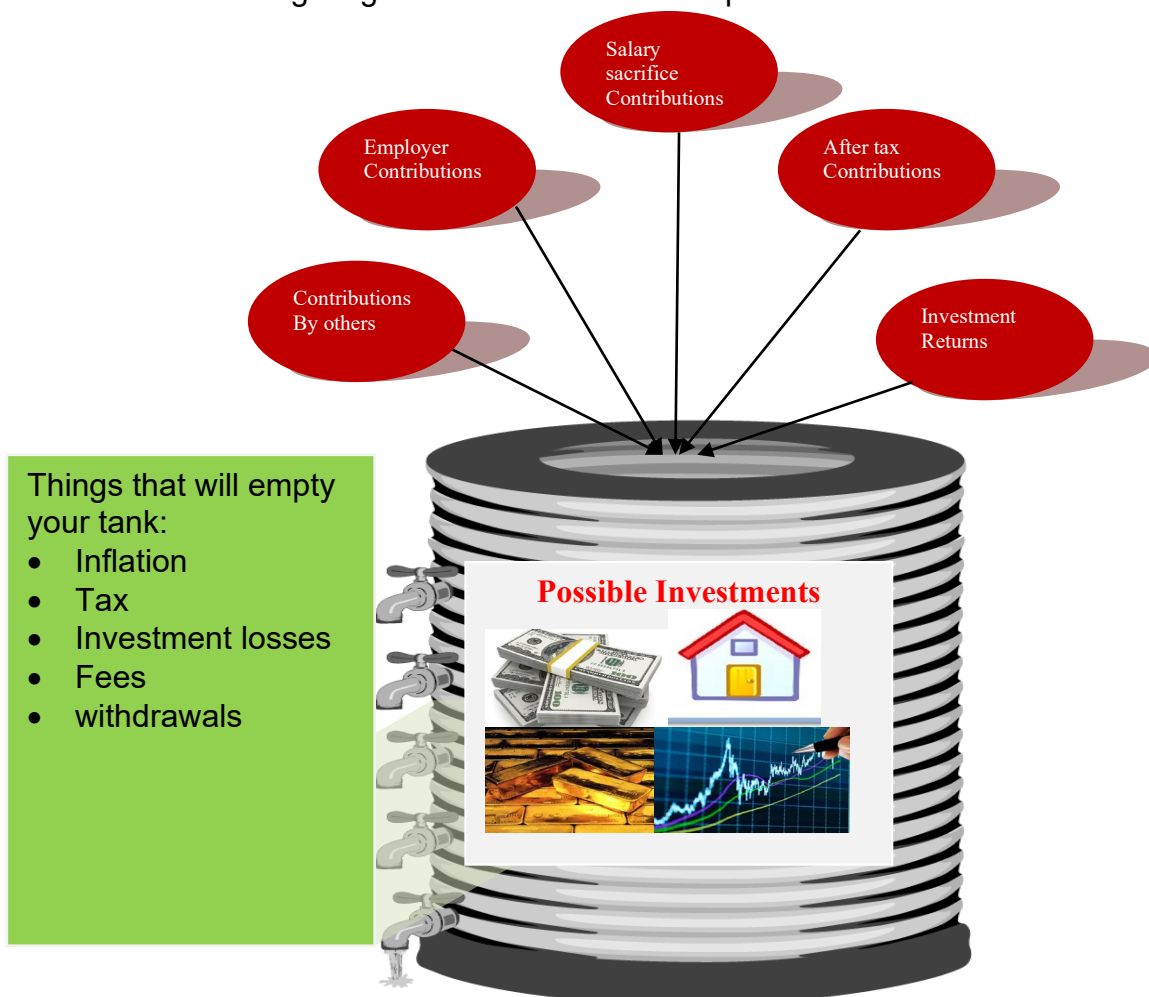 Salary
sacrifice
Contributions
Employer
Contributions
After tax
Contributions
Contributions
By others
Investment
Returns
Things that will empty
your tank:
• Inflation
• Tax
• Investment losses
• Fees
• withdrawals
Possible Investments